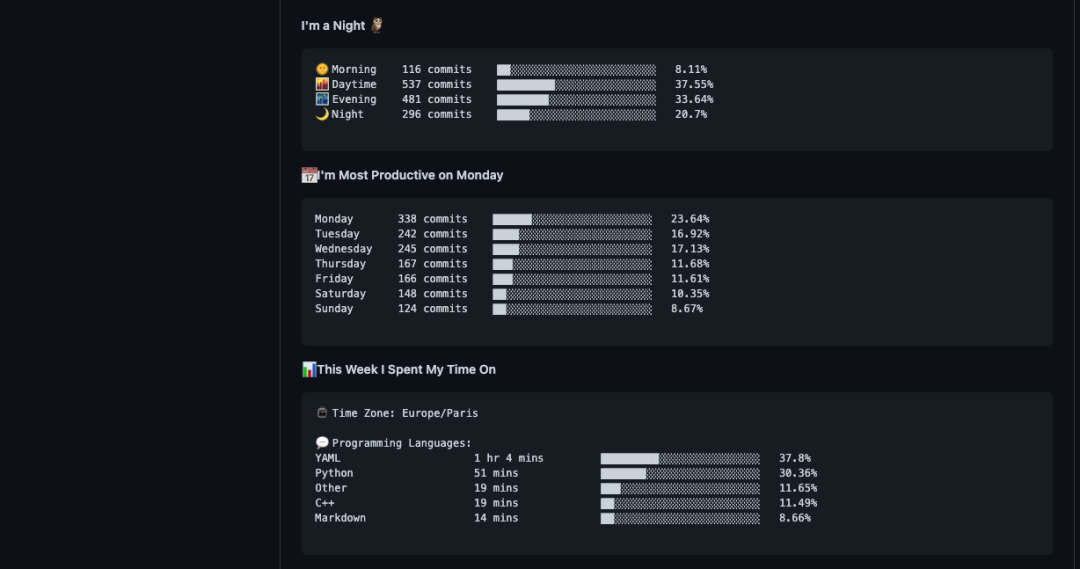 I'm a Night 🦉
🌞 Morning 116 commits 8.11%
🌆 Daytime 537 commits 37.55%
🌃 Evening 481 commits 33.64%
🌙 Night 296 commits 20.7%
📅 I'm Most Productive on Monday
Monday 338 commits 23.64%
Tuesday 242 commits 16.92%
Wednesday 245 commits 17.13%
Thursday 167 commits 11.68%
Friday 166 commits 11.61%
Saturday 148 commits 10.35%
Sunday 124 commits 8.67%
📊 This Week I Spent My Time On
Time Zone: Europe/Paris
💬 Programming Languages:
YAML 1 hr 4 mins 37.8%
Python 51 mins 30.36%
Other 19 mins 11.65%
C++ 19 mins 11.49%
Markdown 14 mins 8.66%